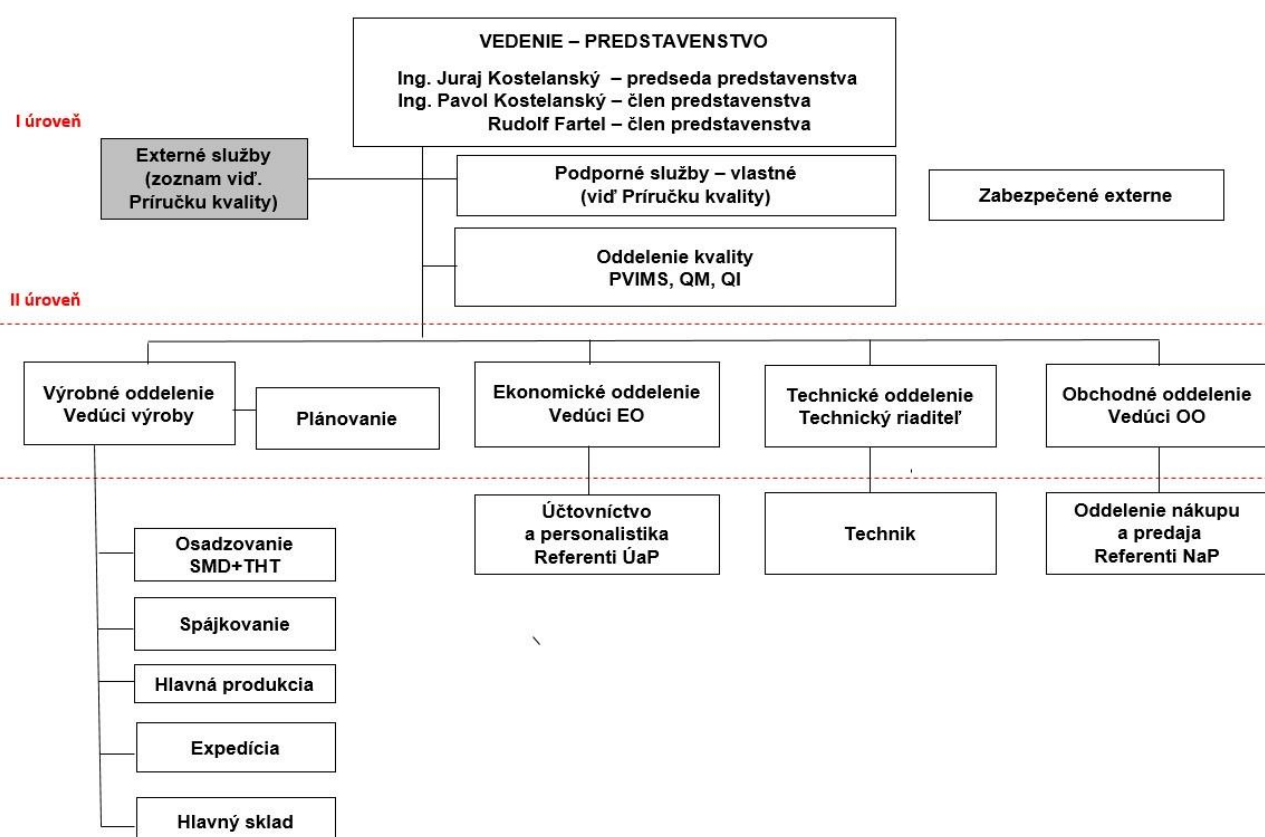 VEDENIE – PREDSTAVENSTVO
Ing. Juraj Kostelanský – predseda predstavenstva
Ing. Pavol Kostelanský – člen predstavenstva
Rudolf Fartel – člen predstavenstva
I úroveň
Externé služby
(zoznam viď.
Príručku kvality)
Podporné služby – vlastné
(viď Príručku kvality)
Zabezpečené externe
Oddelenie kvality
PVIMS, QM, QI
II úroveň
Výrobné oddelenie
Vedúci výroby
Plánovanie
Ekonomické oddelenie
Vedúci EO
Technické oddelenie
Technický riaditeľ
Obchodné oddelenie
Vedúci OO
Účtovníctvo
a personalistika
Referenti ÚaP
Technik
Oddelenie nákupu
a predaja
Referenti NaP
Osadzovanie
SMD+THT
Spájkovanie
Hlavná produkcia
Expedícia
Hlavný sklad